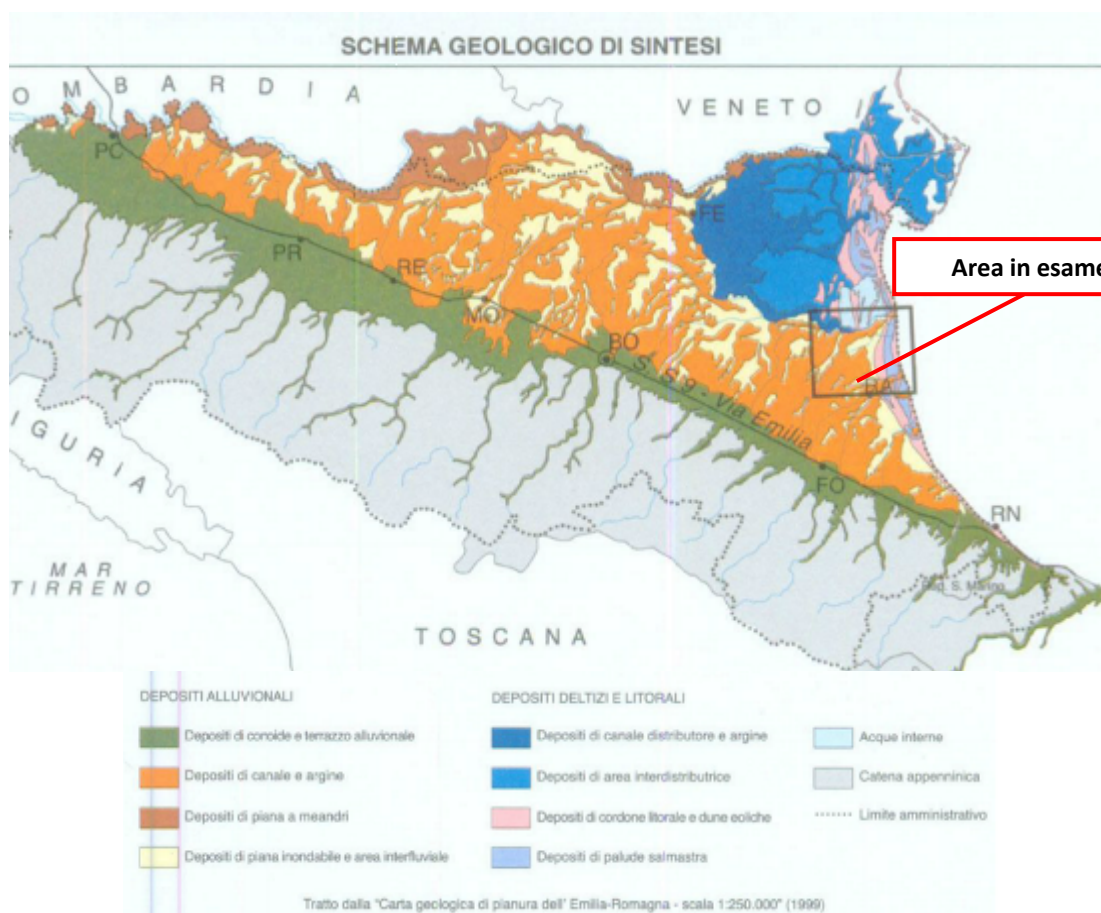 SCHEMA GEOLOGICO DI SINTESI
OMBARDIA
VENETO
PC
FE
Area in esame
PR
RE
MO
BO
S. S. 9 - Via Emilia
RA
IGURIA
FO
RN
MAR
TIRRENO
Rep. S. Marino
TOSCANA
DEPOSITI ALLUVIONALI
Depositi di conoide e terrazzo alluvionale
Depositi di canale e argine
Depositi di piana a meandri
Depositi di piana inondabile e area interfluviale
DEPOSITI DELTIZI E LITORALI
Depositi di canale distributore e argine
Depositi di area interdistributrice
Depositi di cordone litorale e dune eoliche
Depositi di palude salmastra
Acque interne
Catena appenninica
Limite amministrativo
Tratto dalla "Carta geologica di pianura dell' Emilia-Romagna - scala 1:250.000" (1999)